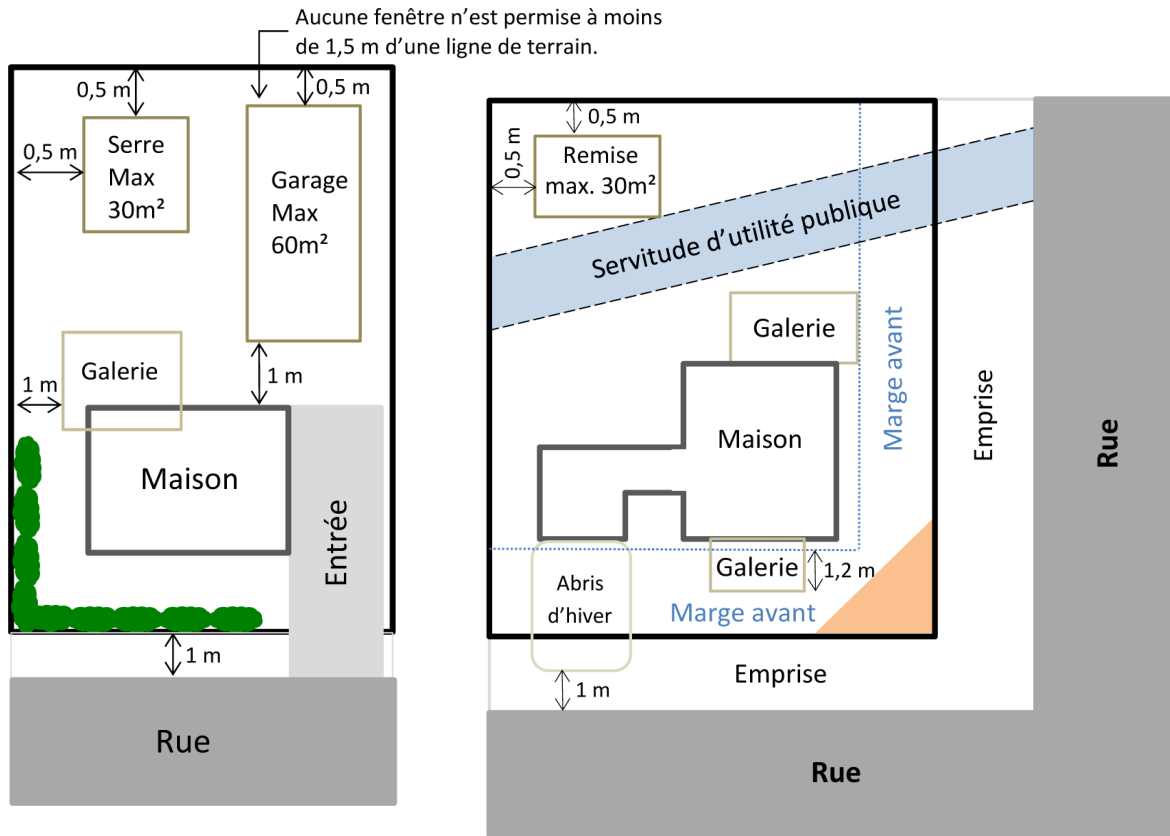 Aucune fenêtre n'est permise à moins
de 1,5 m d'une ligne de terrain.
0,5 m
0,5 m
0,5 m
Serre
Max
30m²
Garage
Max
60m²
Galerie
1 m
1 m
Maison
Entrée
1 m
Rue
0,5 m
0,5 m
Remise
max. 30m²
Servitude d'utilité publique
Galerie
Marge avant
Maison
Emprise
Rue
Abris
d'hiver
Galerie
1,2 m
Marge avant
1 m
Emprise
Rue